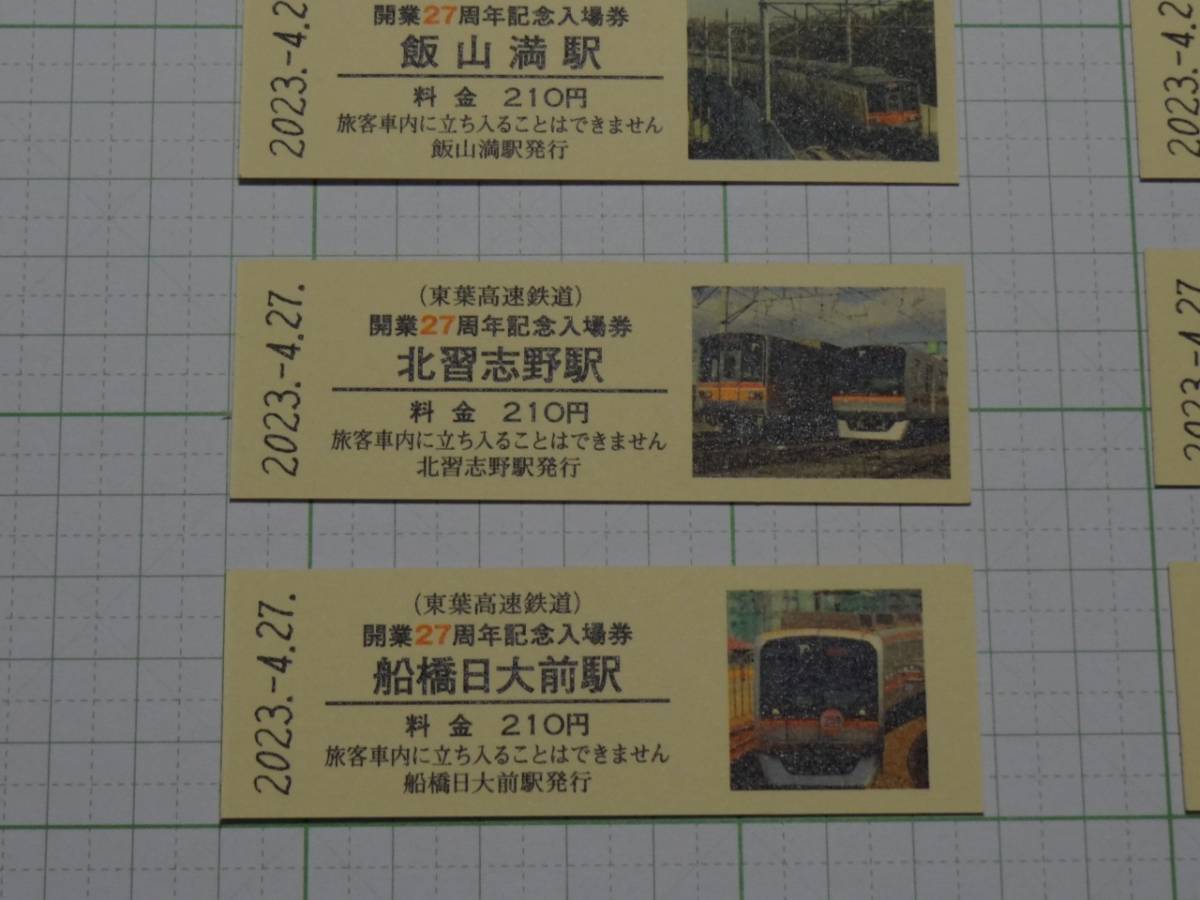 2023.-4.2
開業27周年記念入場券
飯山満駅
料金 210円
旅客車内に立ち入ることはできません
飯山満駅発行
2023.
2023.-4.27.
（東葉高速鉄道）
開業27周年記念入場券
北習志野駅
料金 210円
旅客車内に立ち入ることはできません
北習志野駅発行
2023.-4.27
2023.-4.27.
（東葉高速鉄道）
開業27周年記念入場券
船橋日大前駅
料金 210円
旅客車内に立ち入ることはできません
船橋日大前駅発行